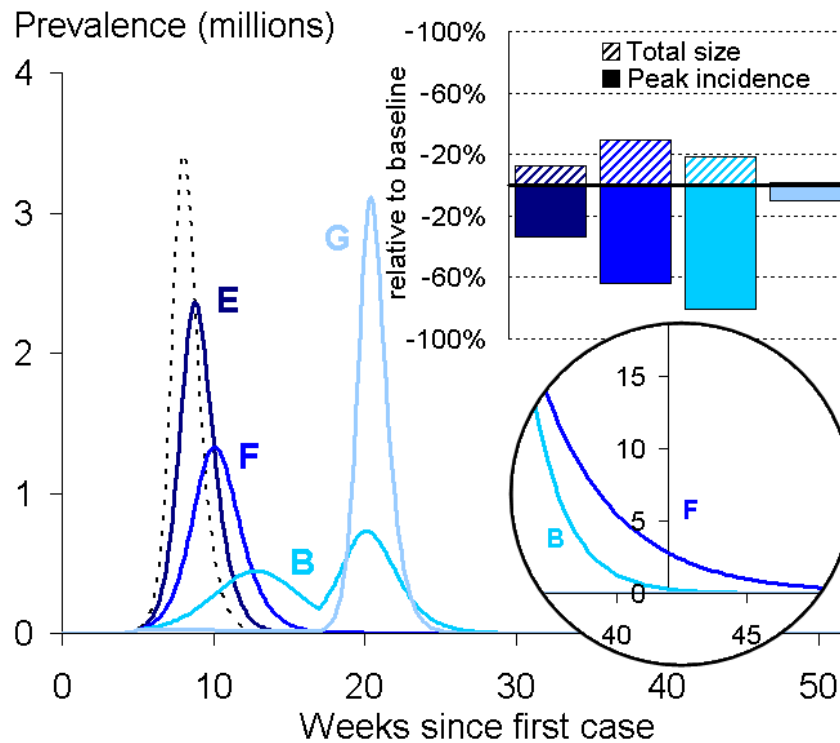 Prevalence (millions)
4
3
2
1
0
0
10
20
30
40
50
Weeks since first case
E
F
B
G
relative to baseline
-100%
-60%
-20%
-20%
-60%
-100%
Total size
Peak incidence
15
10
5
0
40
45
F
B